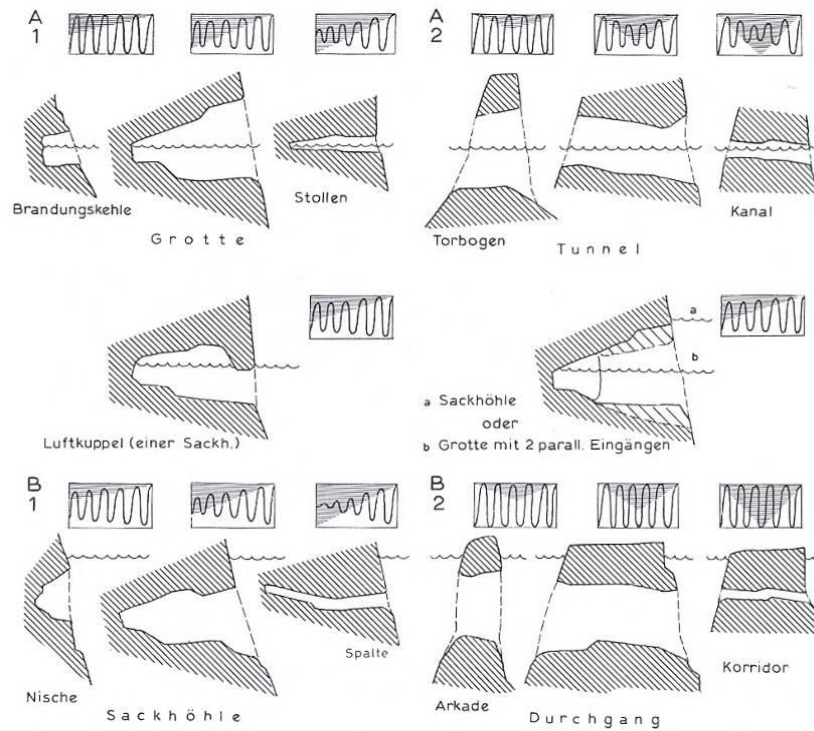 A
1
Brandungskehle
Stollen
Grotte
A
2
Torbogen
Kanal
Tunnel
Luftkuppel (einer Sackh.)
a
b
a Sackhöhle
oder
b Grotte mit 2 parall. Eingängen
B
1
Nische
Spalte
Sackhöhle
B
2
Arkade
Korridor
Durchgang